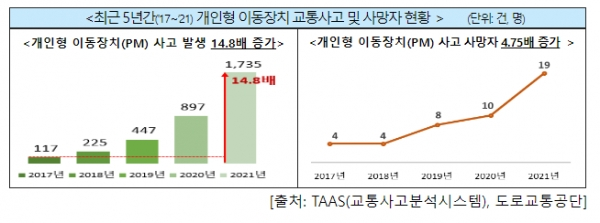 <최근 5년간('17~'21) 개인형 이동장치 교통사고 및 사망자 현황 > (단위: 건, 명)
<개인형 이동장치(PM) 사고 발생 14.8배 증가>
1,735
14.8배
897
447
225
117
2017년 2018년 2019년 2020년 2021년
<개인형 이동장치(PM) 사고 사망자 4.75배 증가 >
19
10
8
4 4
2017년 2018년 2019년 2020년 2021년
[출처: TAAS(교통사고분석시스템), 도로교통공단]